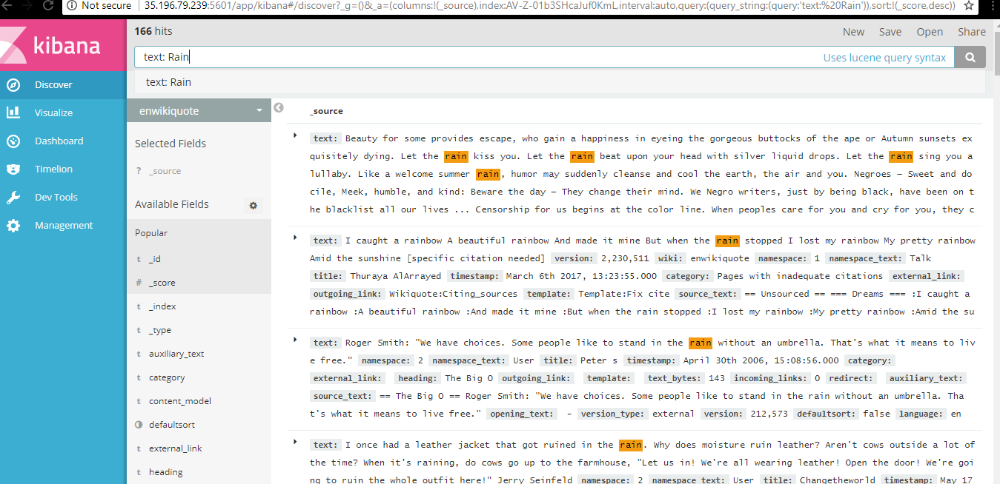 Not secure | 35.196.79.239:5601/app/kibana#/discover?_g=()&_a=(columns:!(_source),index:AV-Z-01b3SHcaJuf0KmL,interval:auto,query:(query_string:(query:'text:%20Rain')),sort:!(_score,desc))
kibana
166 hits
New Save Open Share
text: Rain
Uses lucene query syntax
text: Rain
Discover
Visualize
Dashboard
Timelion
Dev Tools
Management
enwikiquote
Selected Fields
? _source
Available Fields
Popular
t _id
# _score
t _index
t _type
t auxiliary_text
t category
t content_model
defaultsort
t external_link
t heading
_source
text: Beauty for some provides escape, who gain a happiness in eyeing the gorgeous buttocks of the ape or Autumn sunsets ex
quisitely dying. Let the rain kiss you. Let the rain beat upon your head with silver liquid drops. Let the rain sing you a
lullaby. Like a welcome summer rain, humor may suddenly cleanse and cool the earth, the air and you. Negroes – Sweet and do
cile, Meek, humble, and kind: Beware the day – They change their mind. We Negro writers, just by being black, have been on t
he blacklist all our lives ... Censorship for us begins at the color line. When peoples care for you and cry for you, they c
text: I caught a rainbow A beautiful rainbow And made it mine But when the rain stopped I lost my rainbow My pretty rainbow
Amid the sunshine [specific citation needed] version: 2,230,511 wiki: enwikiquote namespace: 1 namespace_text: Talk
title: Thuraya AlArrayed timestamp: March 6th 2017, 13:23:55.000 category: Pages with inadequate citations external_link:
outgoing_link: Wikiquote:Citing_sources template: Template:Fix cite source_text: == Unsourced == === Dreams === :I caught a
rainbow :A beautiful rainbow :And made it mine :But when the rain stopped :I lost my rainbow :My pretty rainbow :Amid the su
text: Roger Smith: "We have choices. Some people like to stand in the rain without an umbrella. That's what it means to liv
e free." namespace: 2 namespace_text: User title: Peter s timestamp: April 30th 2006, 15:08:56.000 category:
external_link: heading: The Big O outgoing_link: template: text_bytes: 143 incoming_links: 0 redirect: auxiliary_text:
source_text: == The Big O == Roger Smith: "We have choices. Some people like to stand in the rain without an umbrella. Tha
t's what it means to live free." opening_text: - version_type: external version: 212,573 defaultsort: false language: en
text: I once had a leather jacket that got ruined in the rain. Why does moisture ruin leather? Aren't cows outside a lot of
the time? When it's raining, do cows go up to the farmhouse, "Let us in! We're all wearing leather! Open the door! We're goi
ng to ruin the whole outfit here!" Jerry Seinfeld namespace: 2 namespace_text: User title: Changetheworld timestamp: May 17